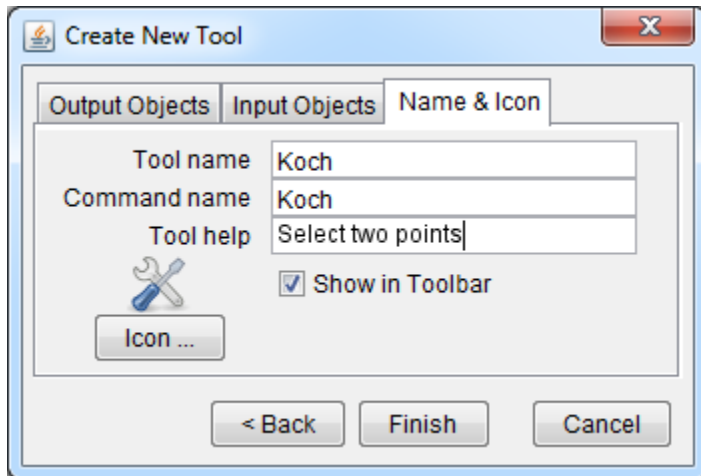 Create New Tool
Output Objects Input Objects Name & Icon
Tool name Koch
Command name Koch
Tool help Select two points
Show in Toolbar
Icon ...
< Back Finish Cancel